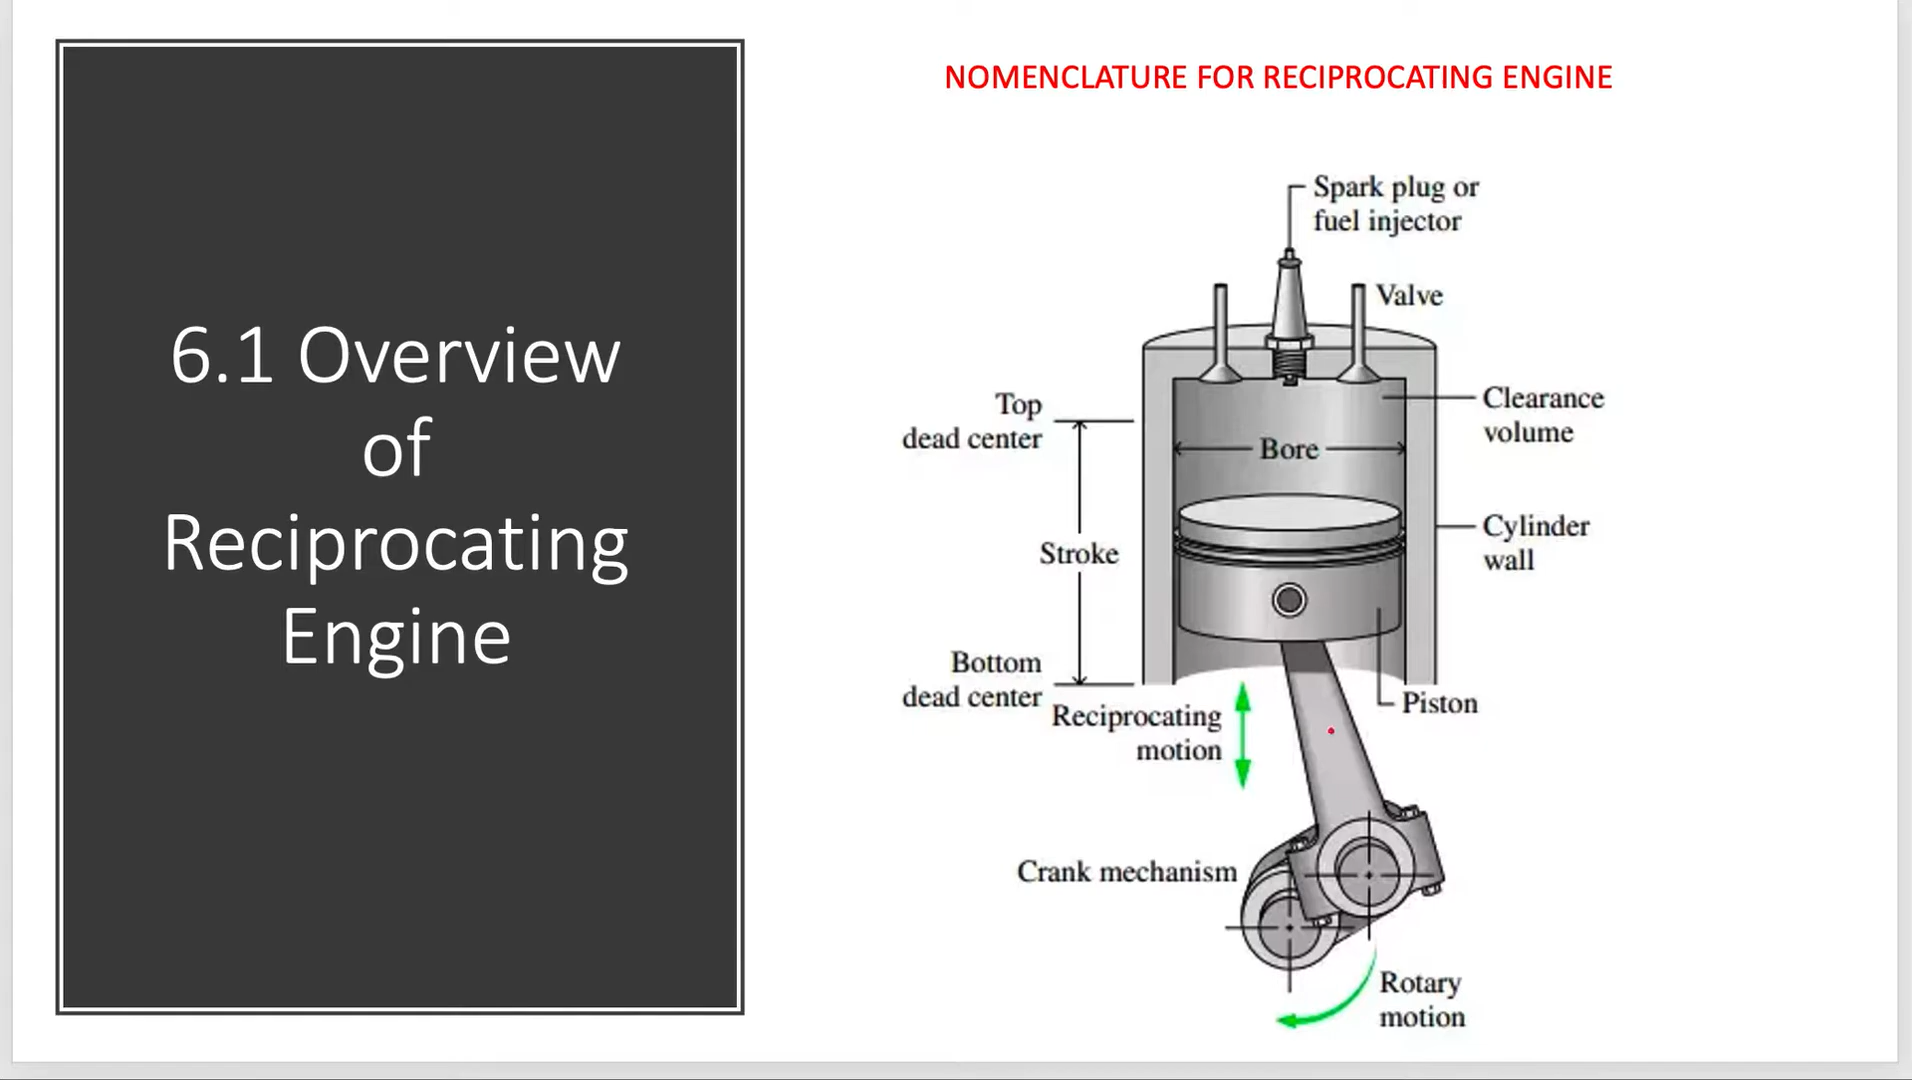 6.1 Overview
of
Reciprocating
Engine
NOMENCLATURE FOR RECIPROCATING ENGINE
Spark plug or
fuel injector
Valve
Clearance
volume
Top
dead center
Bore
Cylinder
wall
Stroke
Bottom
dead center
Piston
Reciprocating
motion
Crank mechanism
Rotary
motion